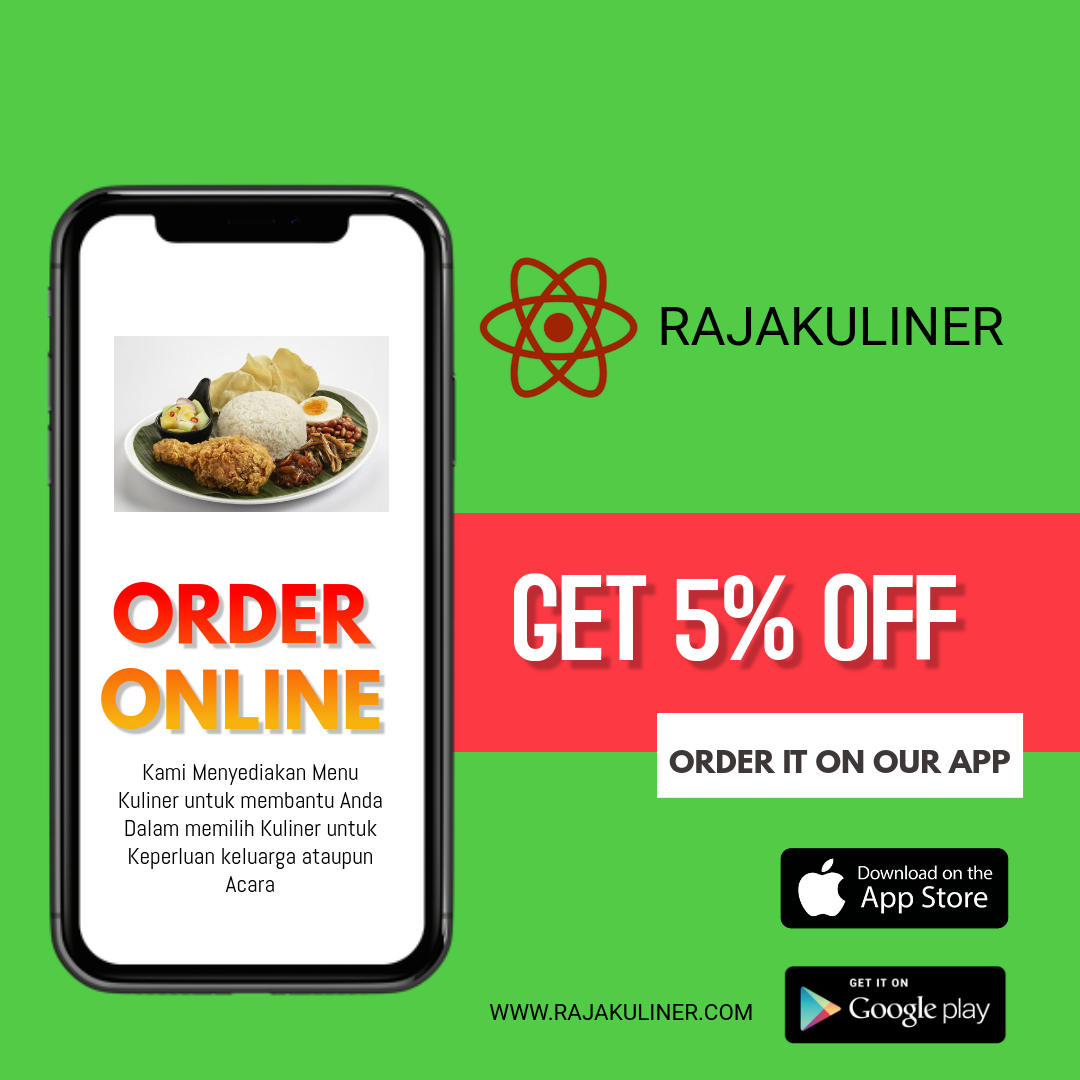 RAJAKULINER
ORDER
ONLINE
Kami Menyediakan Menu
Kuliner untuk membantu Anda
Dalam memilih Kuliner untuk
Keperluan keluarga ataupun
Acara
GET 5% OFF
ORDER IT ON OUR APP
Download on the
App Store
GET IT ON
Google play
WWW.RAJAKULINER.COM